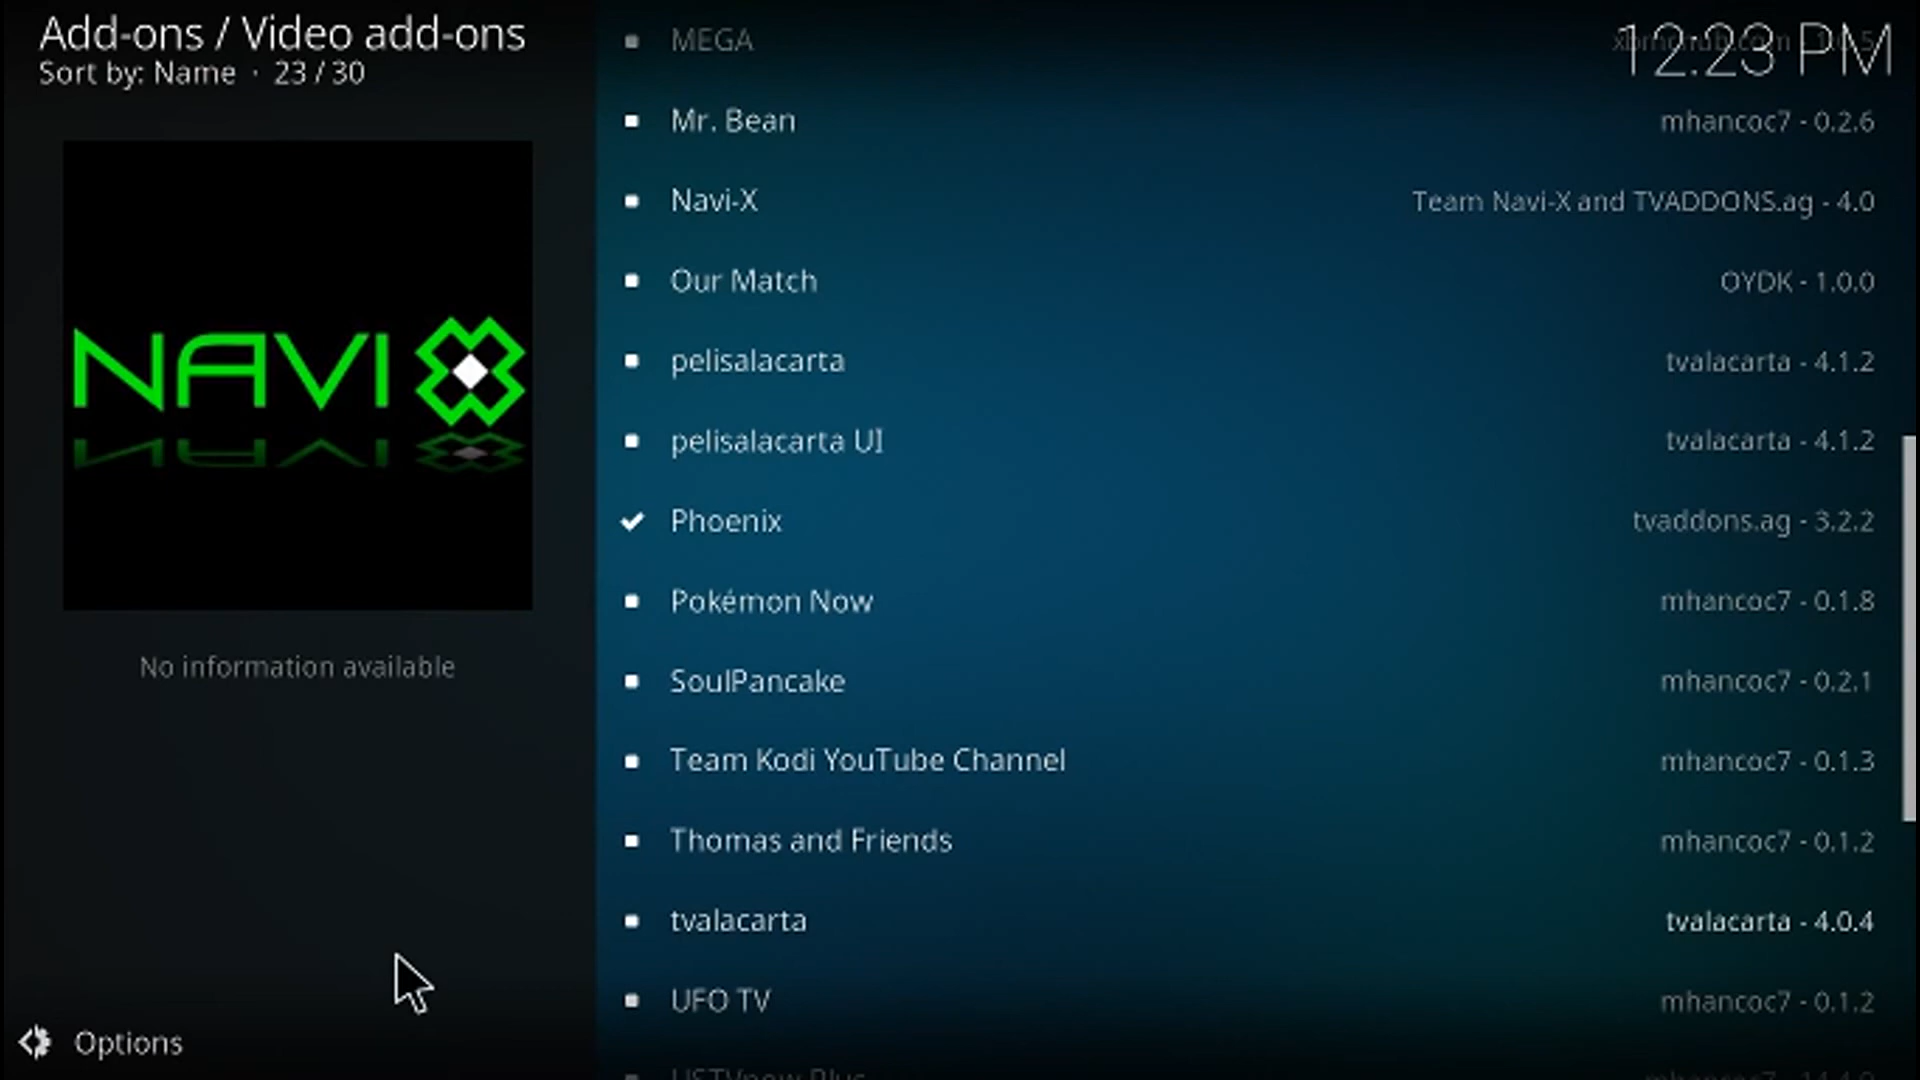 Add-ons / Video add-ons
Sort by: Name · 23 / 30
12:23 PM
NAVI X
No information available
Options
MEGA
Mr. Bean mhancoc7 - 0.2.6
Navi-X Team Navi-X and TVADDONS.ag - 4.0
Our Match OYDK - 1.0.0
pelisalacarta tvalacarta - 4.1.2
pelisalacarta UI tvalacarta - 4.1.2
Phoenix tvaddons.ag - 3.2.2
Pokémon Now mhancoc7 - 0.1.8
SoulPancake mhancoc7 - 0.2.1
Team Kodi YouTube Channel mhancoc7 - 0.1.3
Thomas and Friends mhancoc7 - 0.1.2
tvalacarta tvalacarta - 4.0.4
UFO TV mhancoc7 - 0.1.2
USTVnow Plus